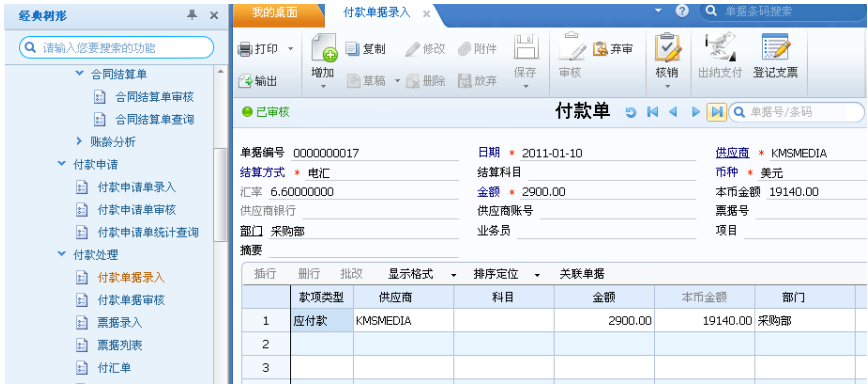 经典树形
我的桌面 付款单据录入
单据条码搜索
请输入您要搜索的功能
合同结算单
合同结算单审核
合同结算单查询
账龄分析
付款申请
付款申请单录入
付款申请单审核
付款申请单统计查询
付款处理
付款单据录入
付款单据审核
票据录入
票据列表
付汇单
打印 复制 修改 附件 弃审
输出 增加 草稿 删除 放弃 保存 审核 核销 出纳支付 登记支票
已审核 付款单 单据号/条码
单据编号 0000000017 日期 * 2011-01-10 供应商 * KMSMEDIA
结算方式 * 电汇 结算科目 币种 * 美元
汇率 6.60000000 金额 * 2900.00 本币金额 19140.00
供应商银行 供应商账号 票据号
部门 采购部 业务员 项目
摘要
插行 删行 批改 显示格式 排序定位 关联单据
款项类型 供应商 科目 金额 本币金额 部门
1 应付款 KMSMEDIA 2900.00 19140.00 采购部
2
3